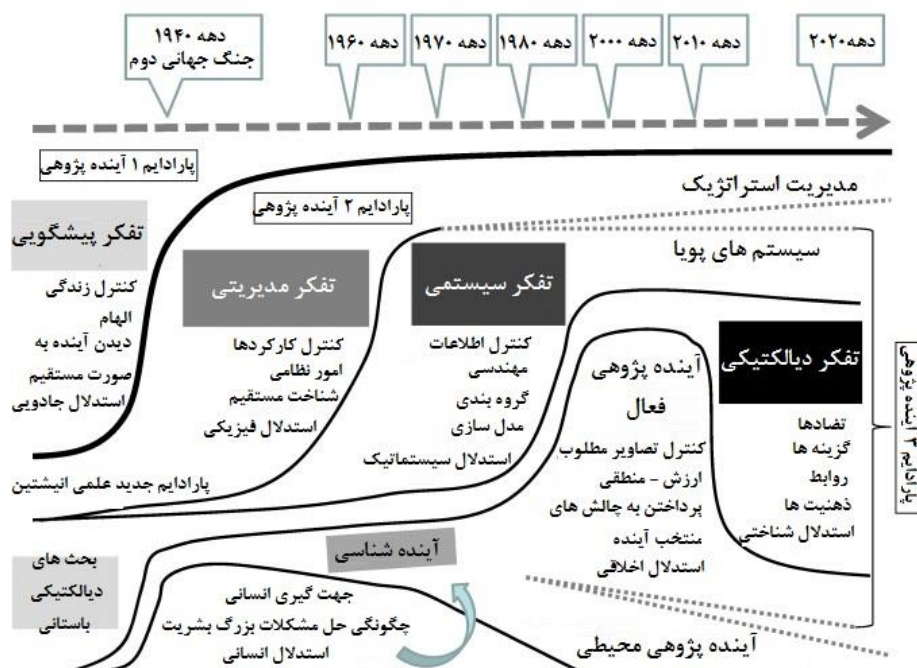 دهه ۱۹۴۰
جنگ جهانی دوم
دهه ۱۹۶۰
دهه ۱۹۷۰
دهه ۱۹۸۰
دهه ۲۰۰۰
دهه ۲۰۱۰
دهه۲۰۲۰
پارادایم ۱ آینده پژوهی
تفکر پیشگویی
کنترل زندگی
الهام
دیدن آینده به
صورت مستقیم
استدلال جادویی
پارادایم ۲ آینده پژوهی
تفکر مدیریتی
کنترل کارکردها
امور نظامی
شناخت مستقیم
استدلال فیزیکی
پارادایم جدید علمی انیشتین
مدیریت استراتژیک
سیستم های پویا
تفکر سیستمی
کنترل اطلاعات
مهندسی
گروه بندی
مدل سازی
استدلال سیستماتیک
آینده پژوهی
فعال
کنترل تصاویر مطلوب
ارزش - منطقی
پرداختن به چالش های
منتخب آینده
استدلال اخلاقی
تفکر دیالکتیکی
تضادها
گزینه ها
روابط
ذهنیت ها
استدلال شناختی
پارادایم ۳ آینده پژوهی
بحث های
دیالکتیکی
باستانی
آینده شناسی
جهت گیری انسانی
چگونگی حل مشکلات بزرگ بشریت
استدلال انسانی
آینده پژوهی محیطی